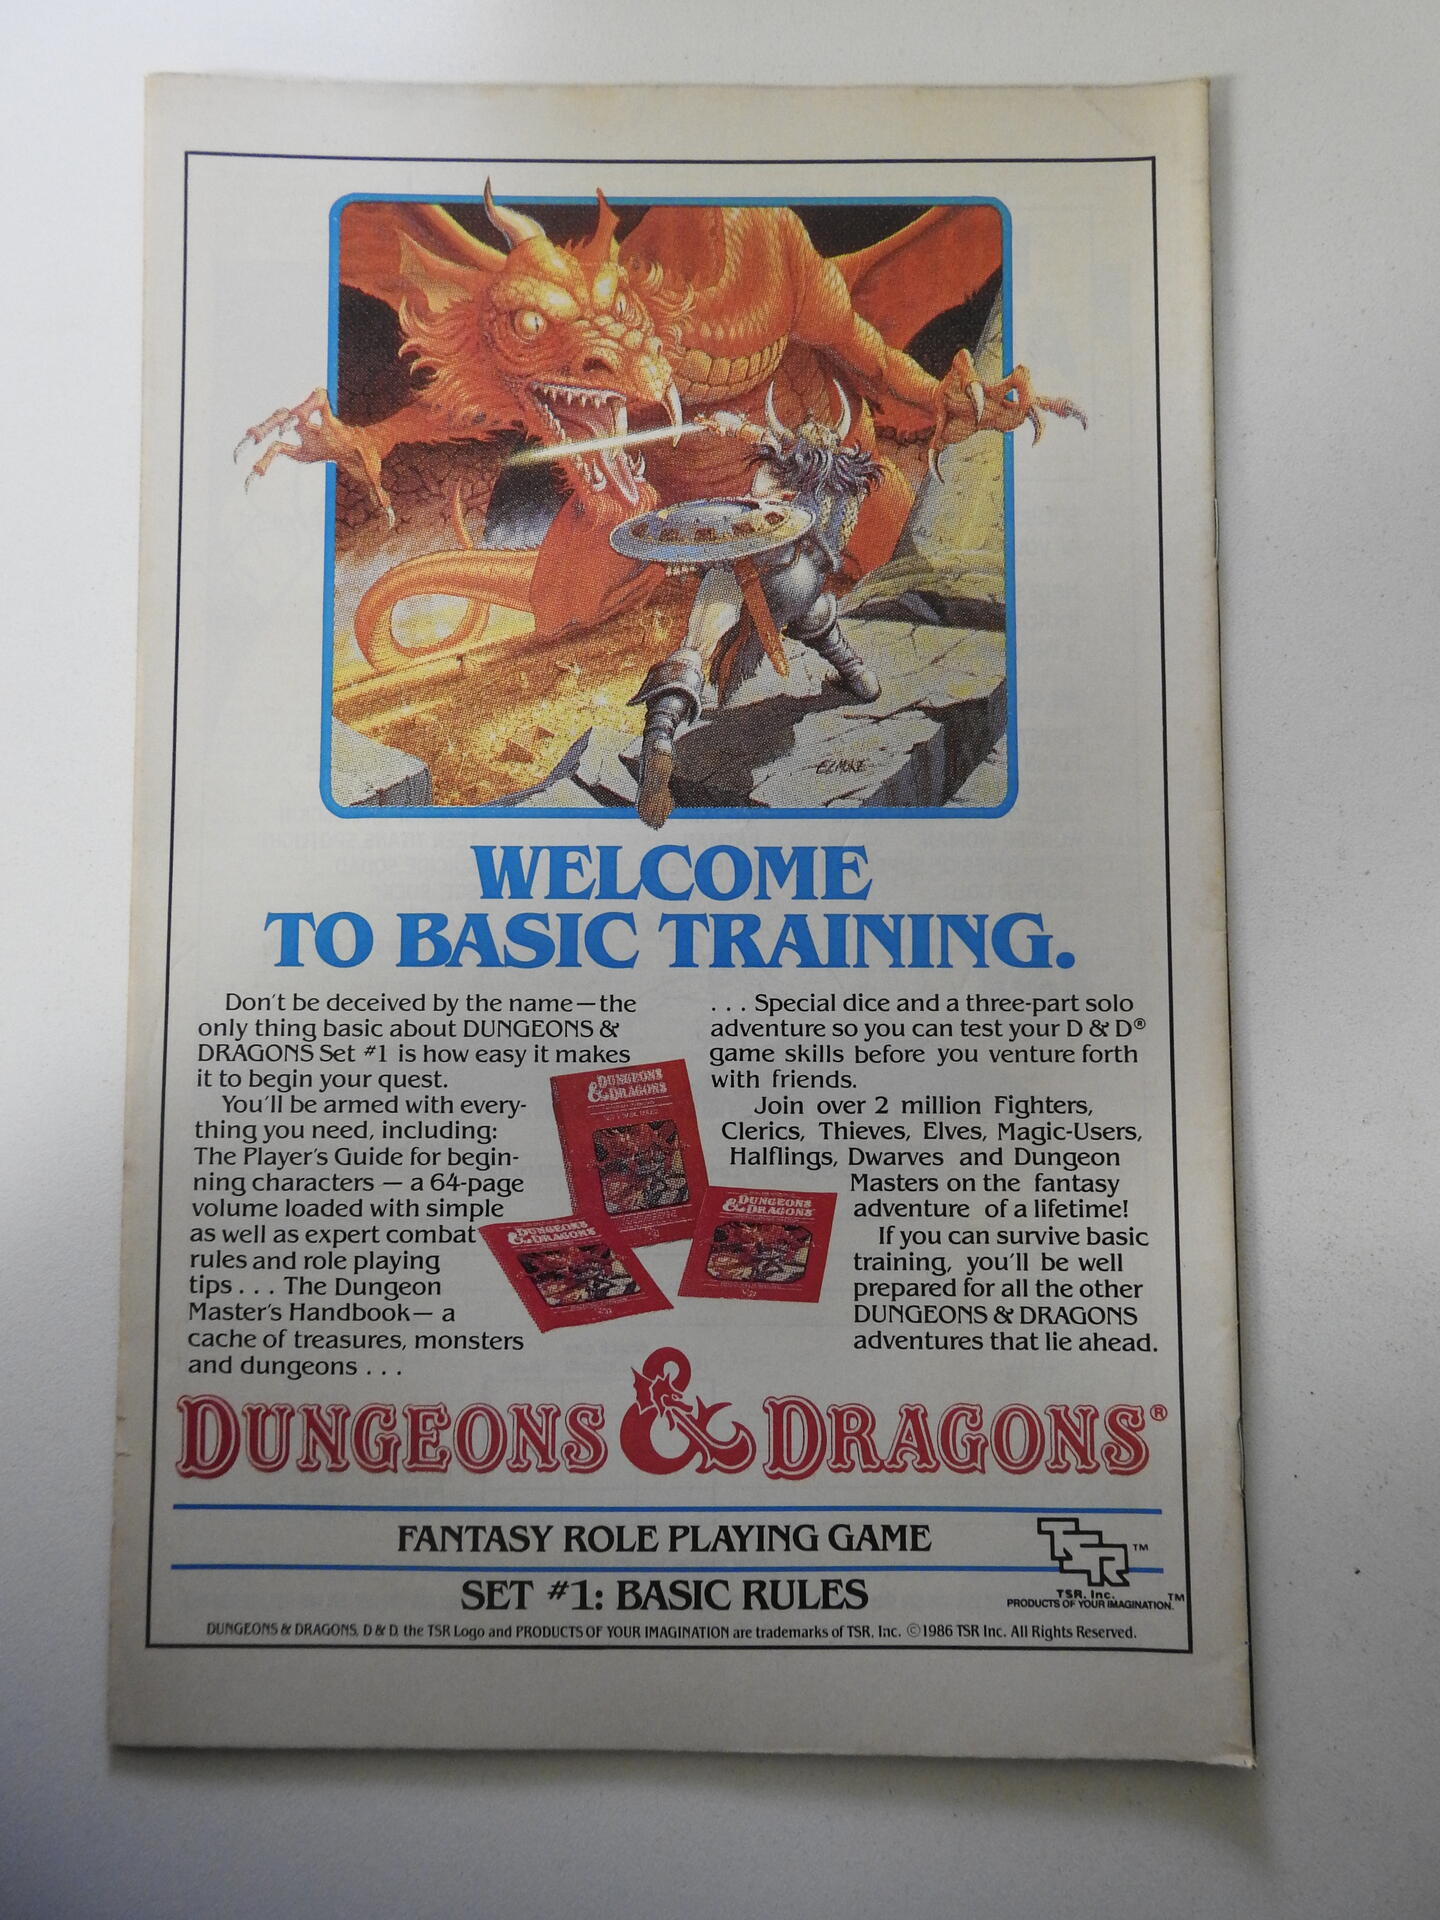 ELMORE
WELCOME
TO BASIC TRAINING.
Don't be deceived by the name—the
only thing basic about DUNGEONS &
DRAGONS Set #1 is how easy it makes
it to begin your quest.
You'll be armed with every-
thing you need, including:
The Player's Guide for begin-
ning characters — a 64-page
volume loaded with simple
as well as expert combat
rules and role playing
tips . . . The Dungeon
Master's Handbook— a
cache of treasures, monsters
and dungeons . . .
. . . Special dice and a three-part solo
adventure so you can test your D & D®
game skills before you venture forth
with friends.
Join over 2 million Fighters,
Clerics, Thieves, Elves, Magic-Users,
Halflings, Dwarves and Dungeon
Masters on the fantasy
adventure of a lifetime!
If you can survive basic
training, you'll be well
prepared for all the other
DUNGEONS & DRAGONS
adventures that lie ahead.
DUNGEONS
& DRAGONS
DUNGEONS
& DRAGONS
DUNGEONS
& DRAGONS
DUNGEONS & DRAGONS®
FANTASY ROLE PLAYING GAME
SET #1: BASIC RULES
TSR™
TSR, Inc.
PRODUCTS OF YOUR IMAGINATION.™
DUNGEONS & DRAGONS, D & D, the TSR Logo and PRODUCTS OF YOUR IMAGINATION are trademarks of TSR, Inc. ©1986 TSR Inc. All Rights Reserved.